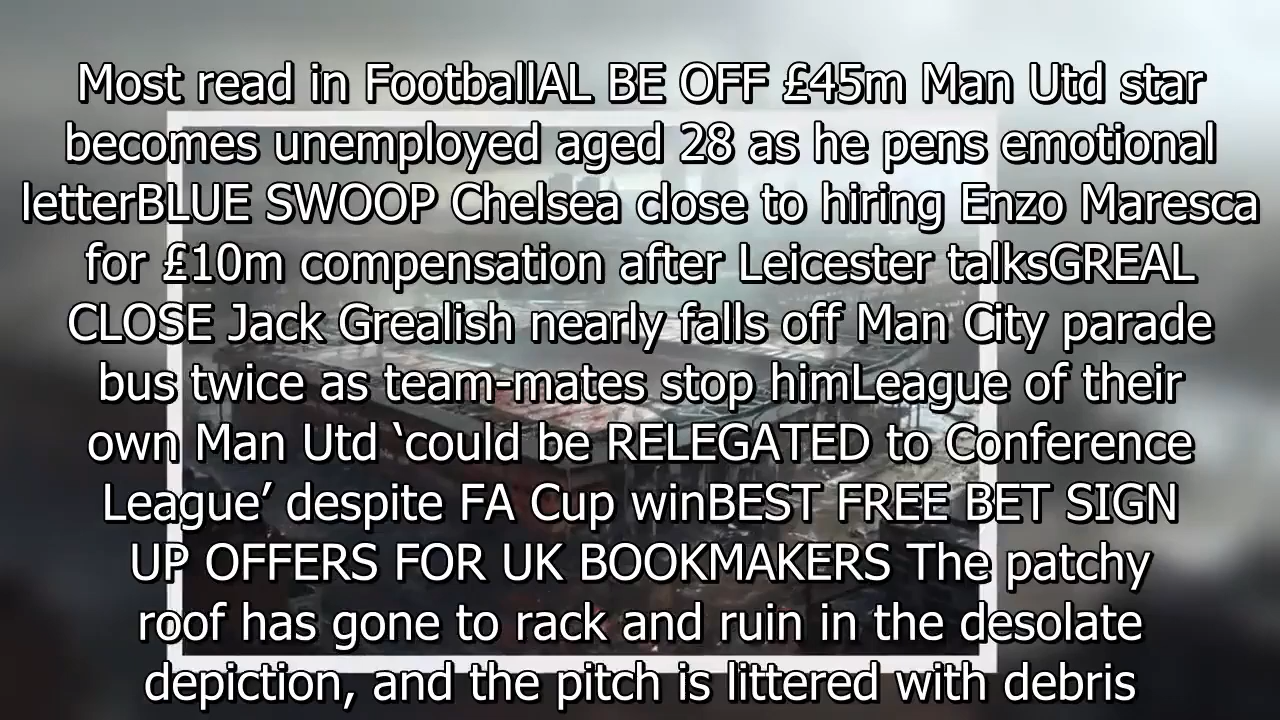 Most read in FootballAL BE OFF £45m Man Utd star
becomes unemployed aged 28 as he pens emotional
letterBLUE SWOOP Chelsea close to hiring Enzo Maresca
for £10m compensation after Leicester talksGREAL
CLOSE Jack Grealish nearly falls off Man City parade
bus twice as team-mates stop himLeague of their
own Man Utd ‘could be RELEGATED to Conference
League’ despite FA Cup winBEST FREE BET SIGN
UP OFFERS FOR UK BOOKMAKERS The patchy
roof has gone to rack and ruin in the desolate
depiction, and the pitch is littered with debris